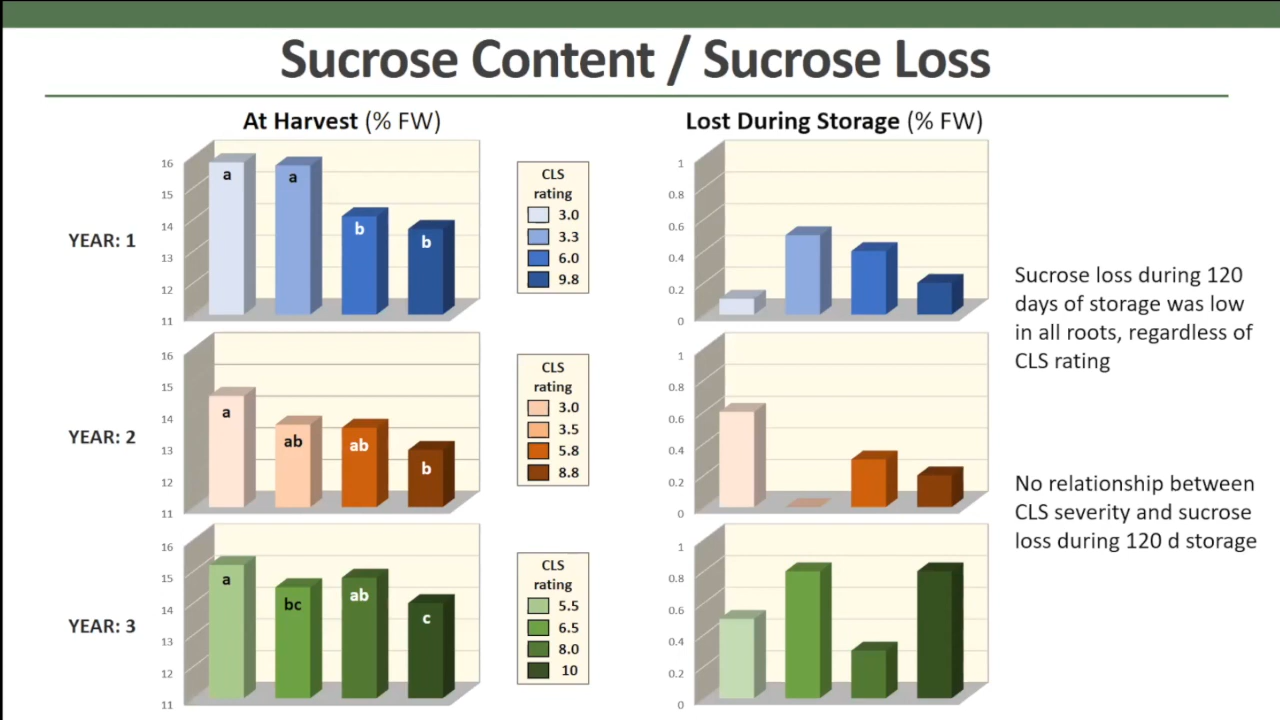 Sucrose Content / Sucrose Loss
At Harvest (% FW)
Lost During Storage (% FW)
YEAR: 1
16
15
14
13
12
11
a
a
b
b
CLS
rating
3.0
3.3
6.0
9.8
1
0.8
0.6
0.4
0.2
0
Sucrose loss during 120
days of storage was low
in all roots, regardless of
CLS rating
YEAR: 2
16
15
14
13
12
11
a
ab
ab
b
CLS
rating
3.0
3.5
5.8
8.8
1
0.8
0.6
0.4
0.2
0
No relationship between
CLS severity and sucrose
loss during 120 d storage
YEAR: 3
16
15
14
13
12
11
a
bc
ab
c
CLS
rating
5.5
6.5
8.0
10
1
0.8
0.6
0.4
0.2
0